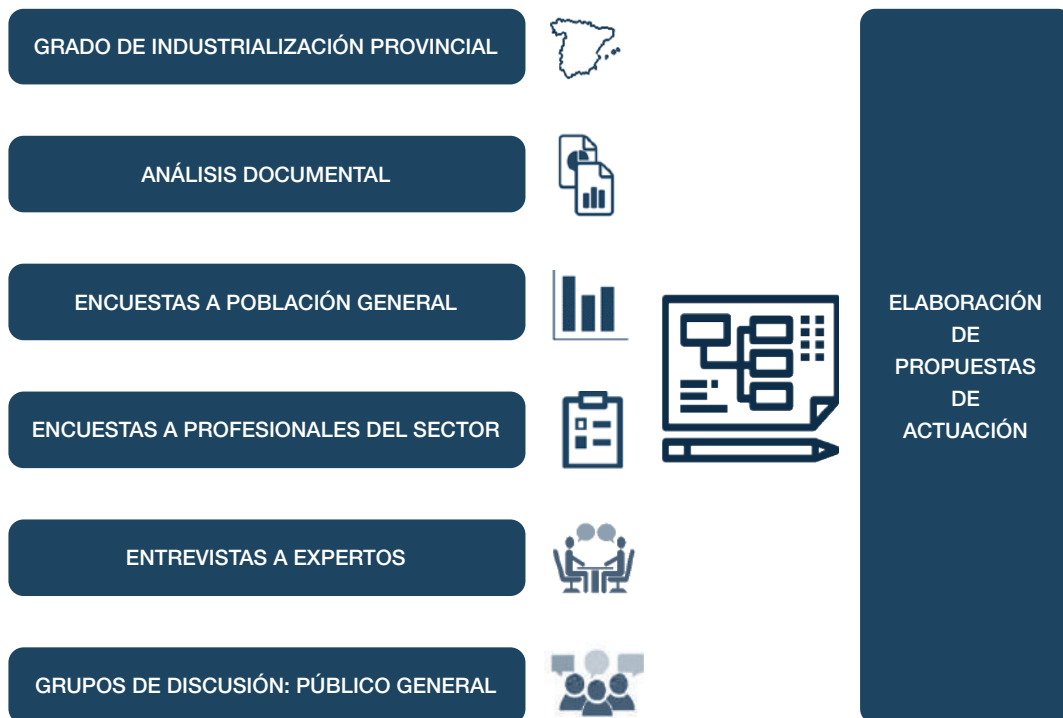 GRADO DE INDUSTRIALIZACIÓN PROVINCIAL
ANÁLISIS DOCUMENTAL
ENCUESTAS A POBLACIÓN GENERAL
ENCUESTAS A PROFESIONALES DEL SECTOR
ENTREVISTAS A EXPERTOS
GRUPOS DE DISCUSIÓN: PÚBLICO GENERAL
ELABORACIÓN
DE
PROPUESTAS
DE
ACTUACIÓN